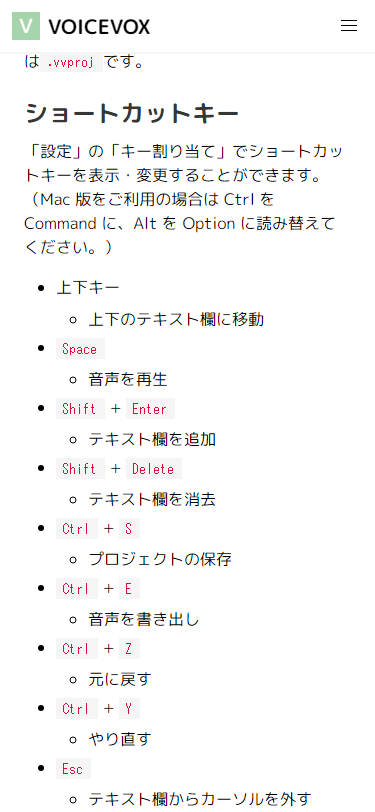 VOICEVOX
は .vvproj です。
ショートカットキー
「設定」の「キー割り当て」でショートカッ
トキーを表示・変更することができます。
（Mac 版をご利用の場合は Ctrl を
Command に、Alt を Option に読み替えて
ください。）
上下キー
上下のテキスト欄に移動
Space
音声を再生
Shift + Enter
テキスト欄を追加
Shift + Delete
テキスト欄を消去
Ctrl + S
プロジェクトの保存
Ctrl + E
音声を書き出し
Ctrl + Z
元に戻す
Ctrl + Y
やり直す
Esc
テキスト欄からカーソルを外す